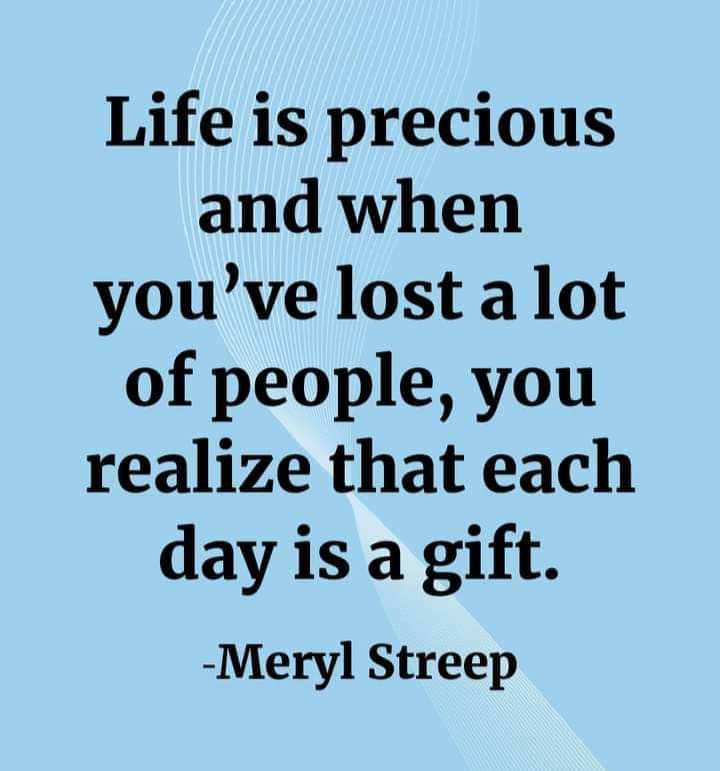 Life is precious
and when
you’ve lost a lot
of people, you
realize that each
day is a gift.
-Meryl Streep